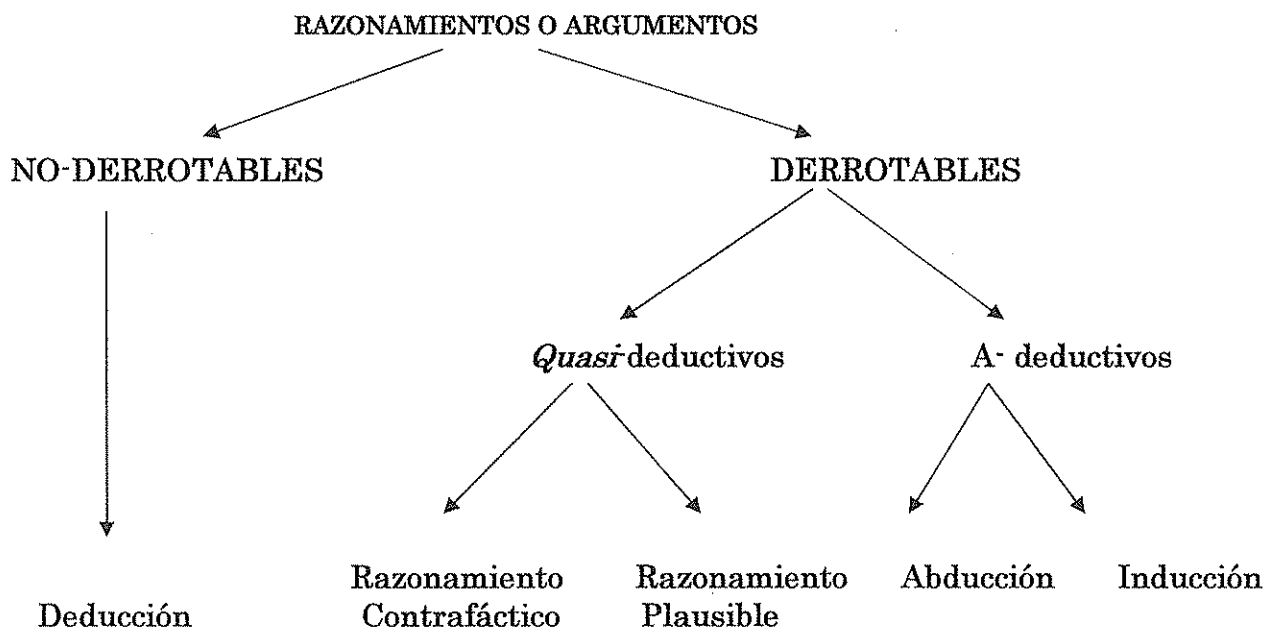 RAZONAMIENTOS O ARGUMENTOS
NO-DERROTABLES DERROTABLES
Quasi-deductivos A- deductivos
Razonamiento Razonamiento Abducción Inducción
Deducción Contrafáctico Plausible